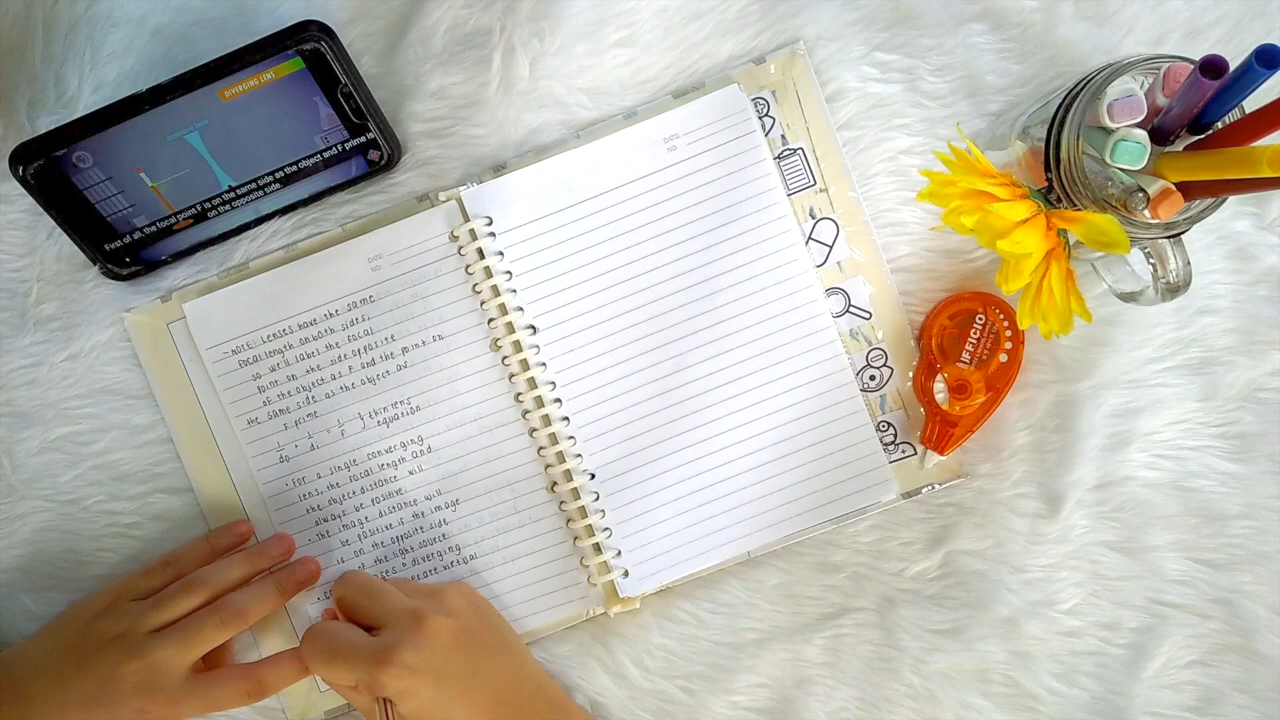 DIVERGING LENS
concave lens
First of all, the focal point F is on the same side as the object and F prime is
on the opposite side.
DATE:
NO:
DATE:
NO:
~NOTE: Lenses have the same
focal length on both sides,
so we'll label the focal
point on the side opposite
of the object as F and the point on
the same side as the object as
F prime.
1/do + 1/di = 1/F } thin lens
equation
• For a single converging
lens, the focal length and
the object distance will
always be positive.
• The image distance will
be positive if the image
is on the opposite side
of the light source.
diverging
virtual
IFFICIO